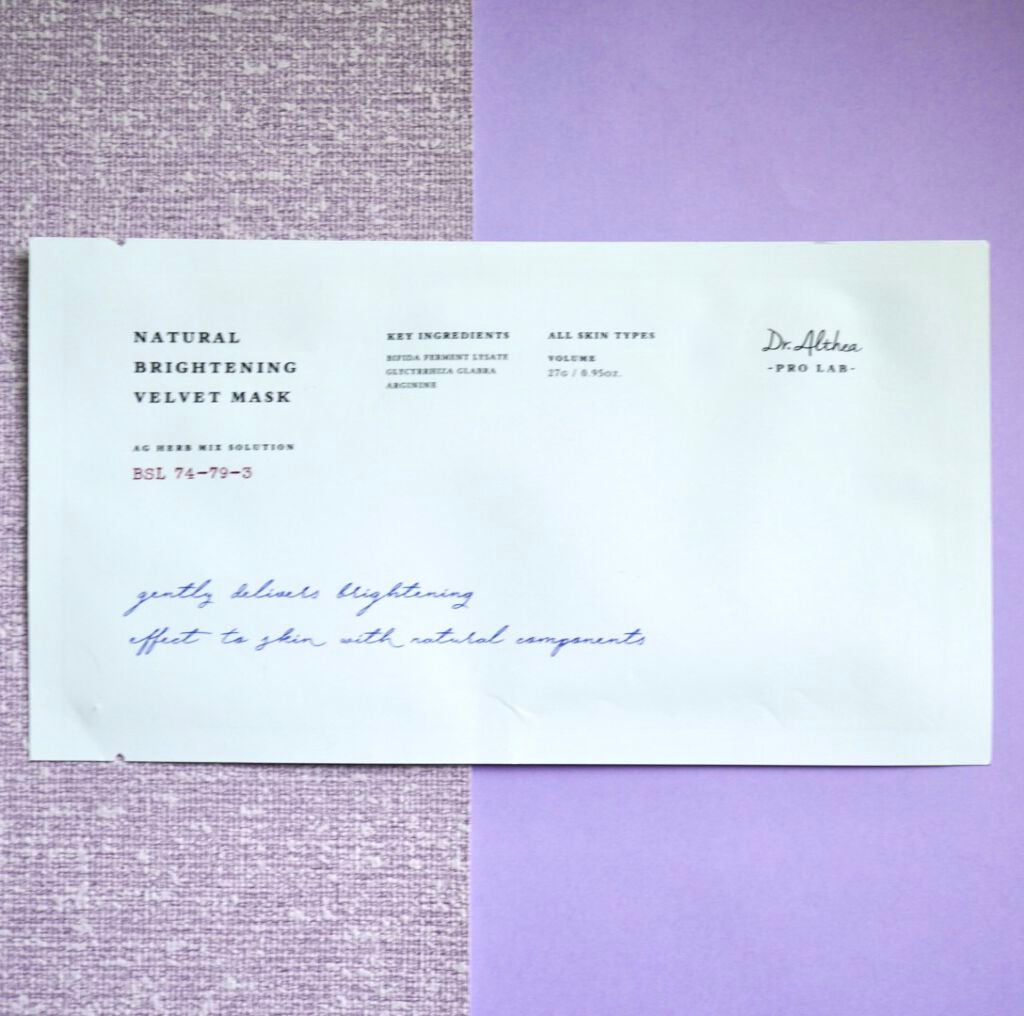 NATURAL
BRIGHTENING
VELVET MASK
AG HERB MIX SOLUTION
BSL 74-79-3
KEY INGREDIENTS
BIFIDA FERMENT LYSATE
GLYCYRRHIZA GLABRA
ARGININE
ALL SKIN TYPES
VOLUME
27G / 0.95OZ.
Dr. Althea
-PRO LAB-
gently delivers brightening
effect to skin with natural components